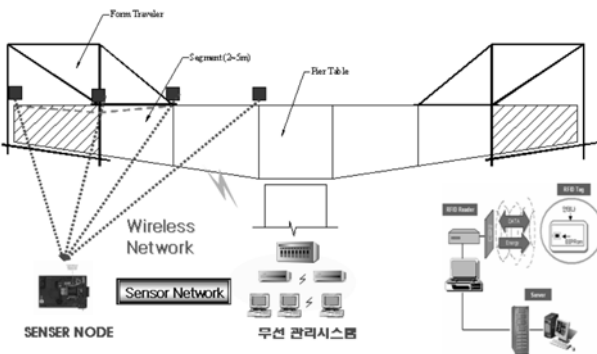 Form Traveler
Segment(2~5m)
Pier Table
Wireless
Network
Sensor Network
SENSER NODE
무선 관리시스템
RFID Reader
RFID Tag
DATA
Energy
Server